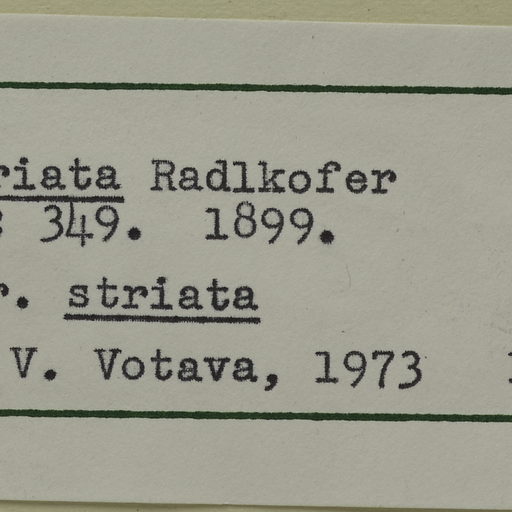 riata Radlkofer
: 349. 1899.
r. striata
V. Votava, 1973